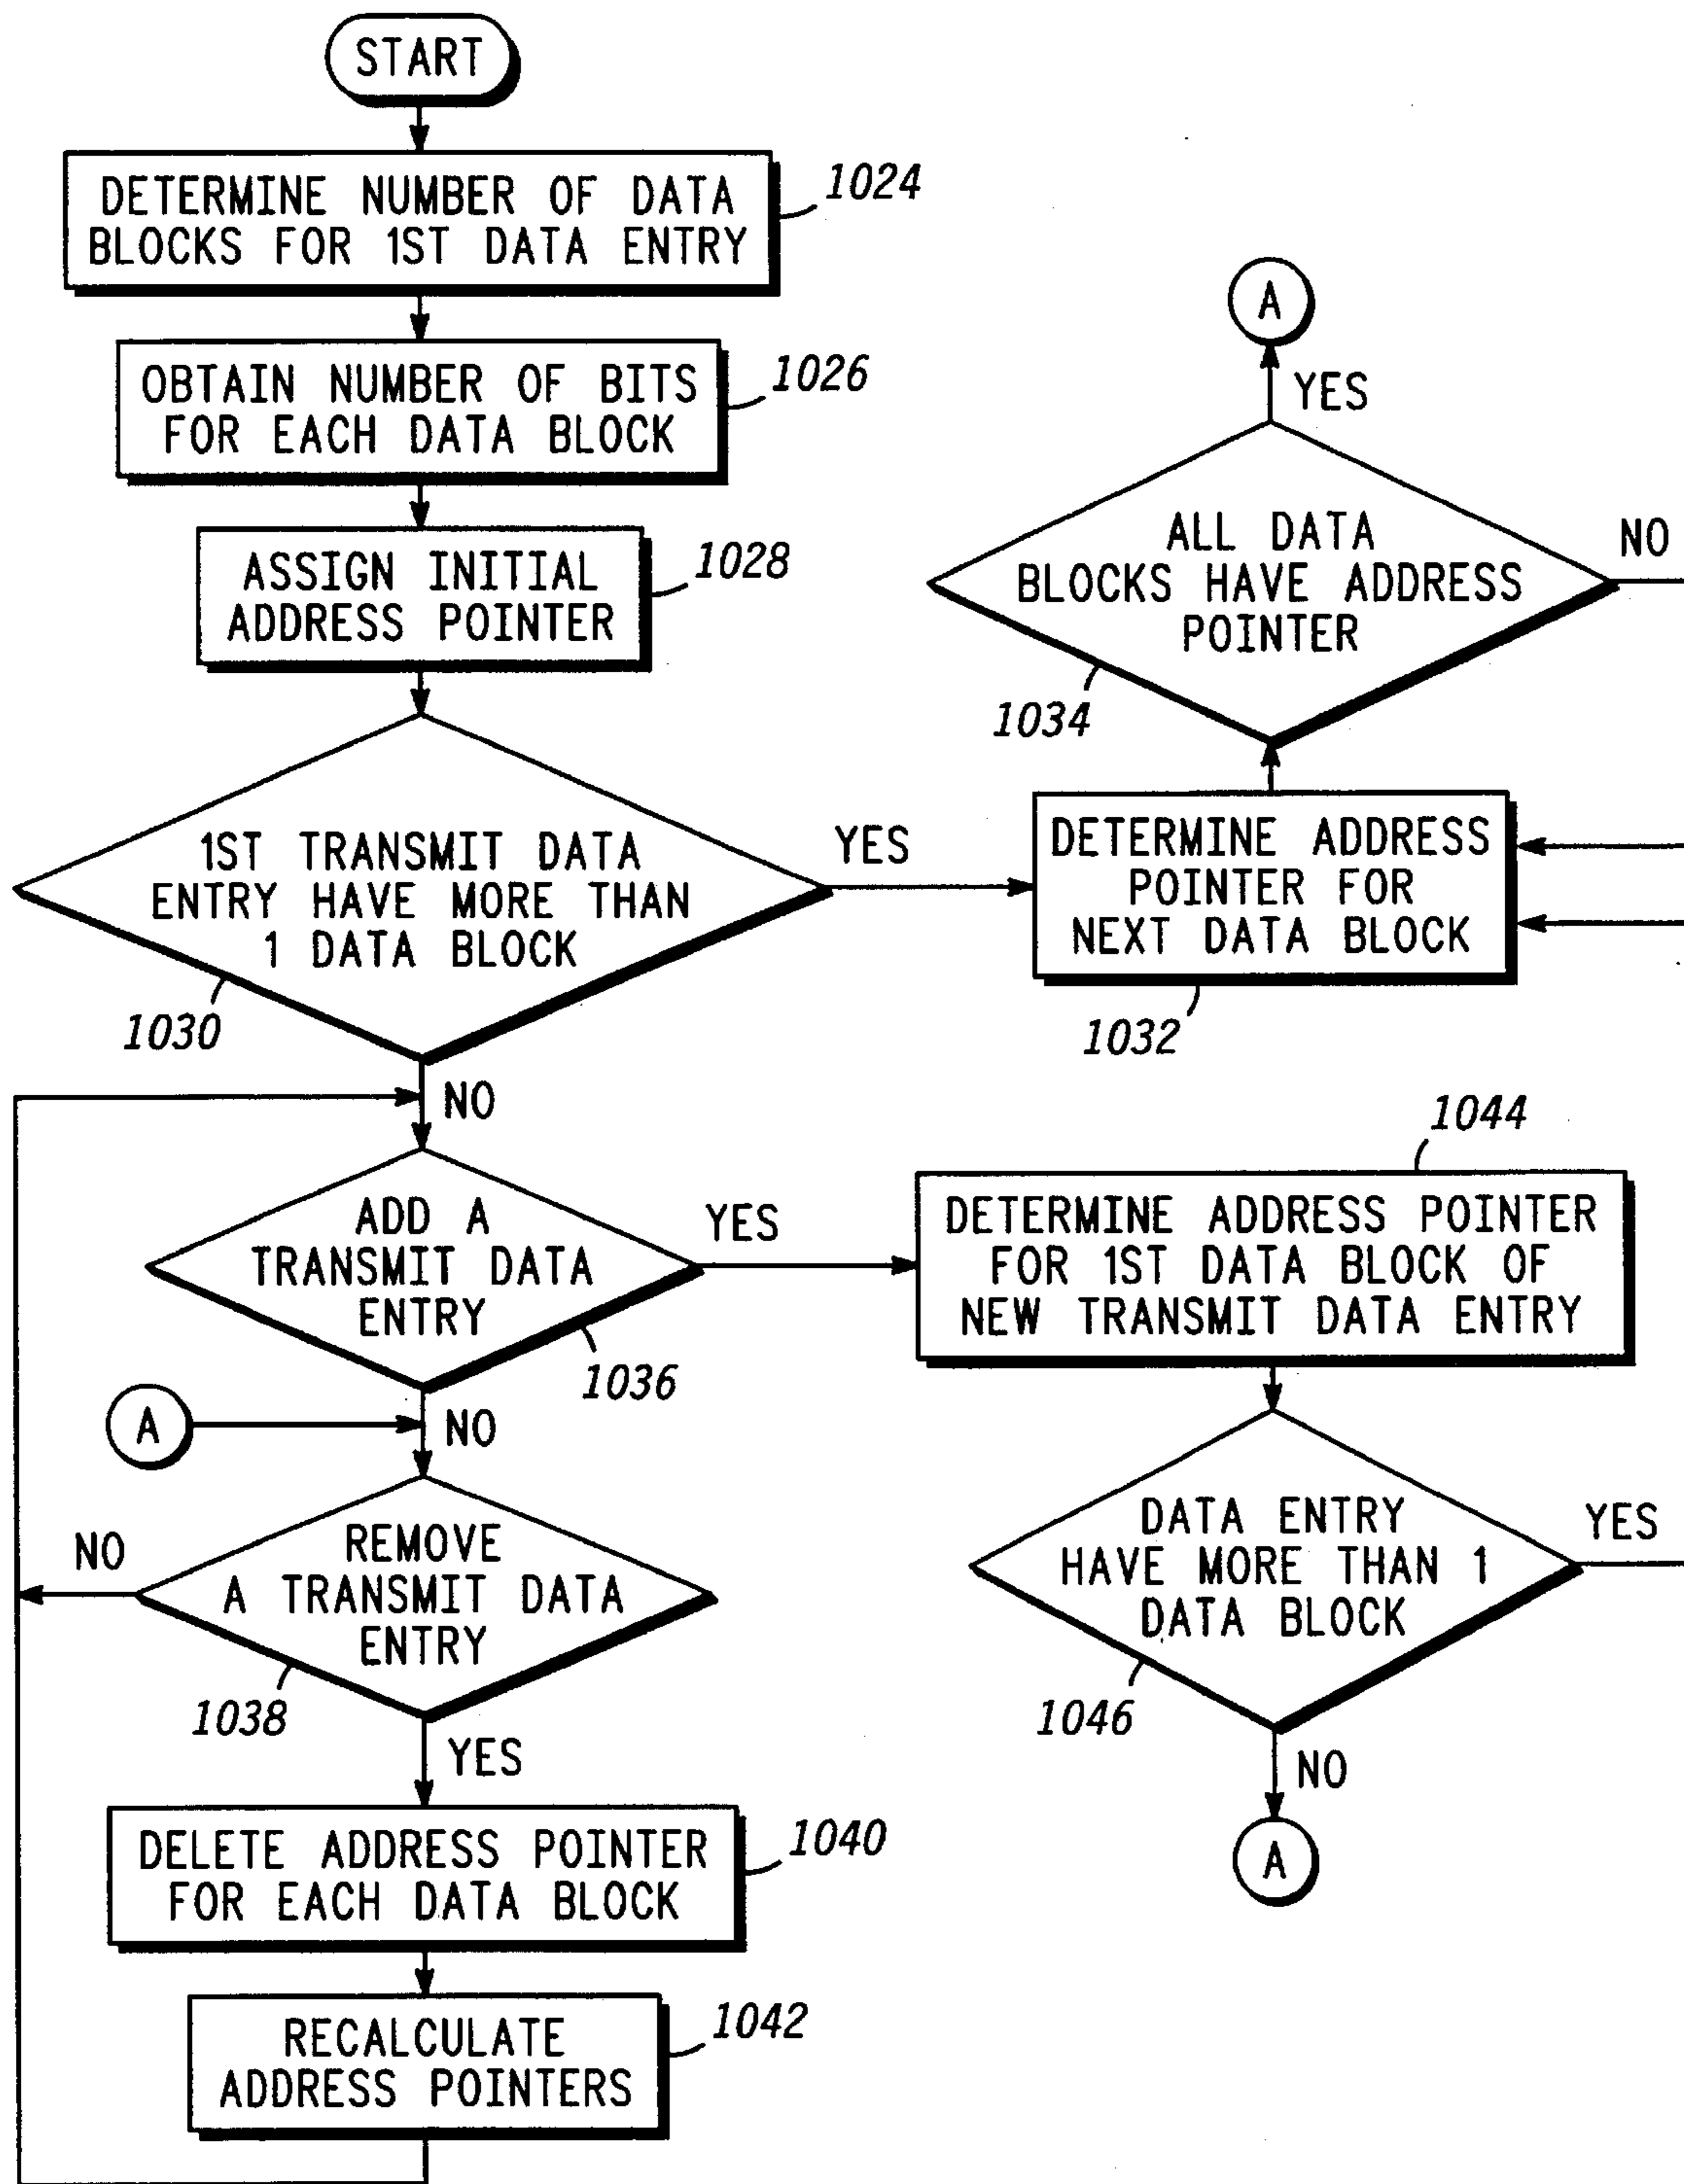 START
DETERMINE NUMBER OF DATA
BLOCKS FOR 1ST DATA ENTRY
1024
OBTAIN NUMBER OF BITS
FOR EACH DATA BLOCK
1026
ASSIGN INITIAL
ADDRESS POINTER
1028
1ST TRANSMIT DATA
ENTRY HAVE MORE THAN
1 DATA BLOCK
1030
YES
NO
DETERMINE ADDRESS
POINTER FOR
NEXT DATA BLOCK
1032
ALL DATA
BLOCKS HAVE ADDRESS
POINTER
1034
YES
NO
A
ADD A
TRANSMIT DATA
ENTRY
1036
YES
NO
A
REMOVE
A TRANSMIT DATA
ENTRY
1038
NO
YES
DELETE ADDRESS POINTER
FOR EACH DATA BLOCK
1040
RECALCULATE
ADDRESS POINTERS
1042
1044
DETERMINE ADDRESS POINTER
FOR 1ST DATA BLOCK OF
NEW TRANSMIT DATA ENTRY
DATA ENTRY
HAVE MORE THAN 1
DATA BLOCK
1046
YES
NO
A